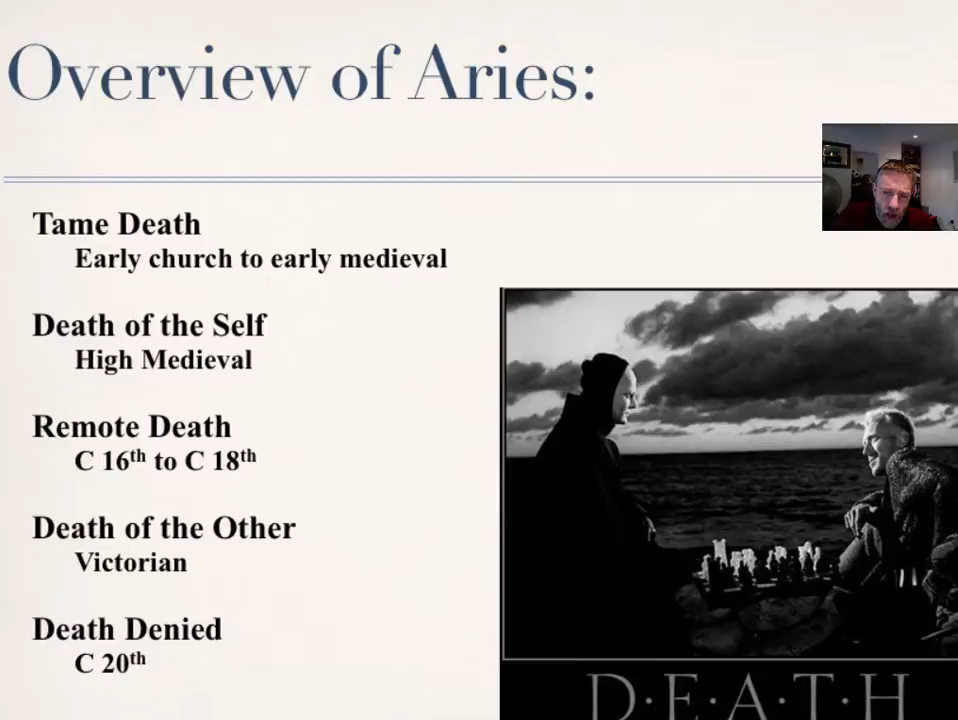 Overview of Aries:
Tame Death
Early church to early medieval
Death of the Self
High Medieval
Remote Death
C 16th to C 18th
Death of the Other
Victorian
Death Denied
C 20th
D·E·A·T·H